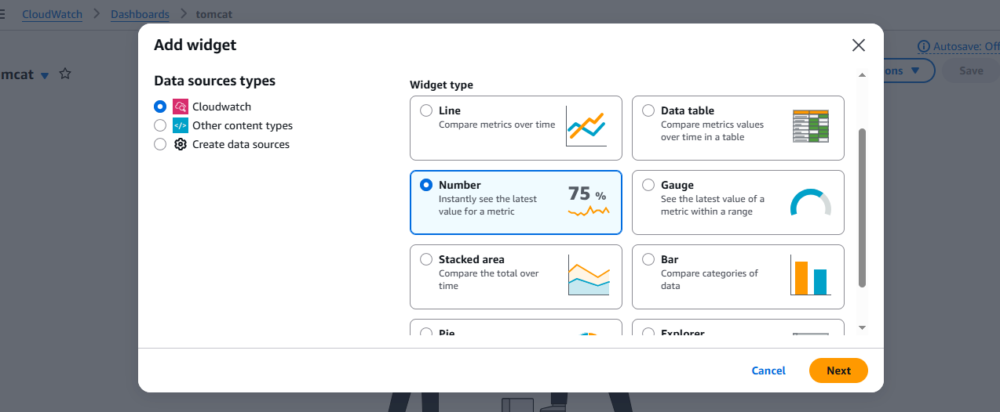 CloudWatch
Dashboards
tomcat
Add widget
Autosave: Off
mcat
ons
Save
Data sources types
Cloudwatch
Other content types
Create data sources
Widget type
Line
Compare metrics over time
Data table
Compare metrics values
over time in a table
Number
Instantly see the latest
value for a metric
75 %
Gauge
See the latest value of a
metric within a range
Stacked area
Compare the total over
time
Bar
Compare categories of
data
Pie
Explorer
Cancel
Next